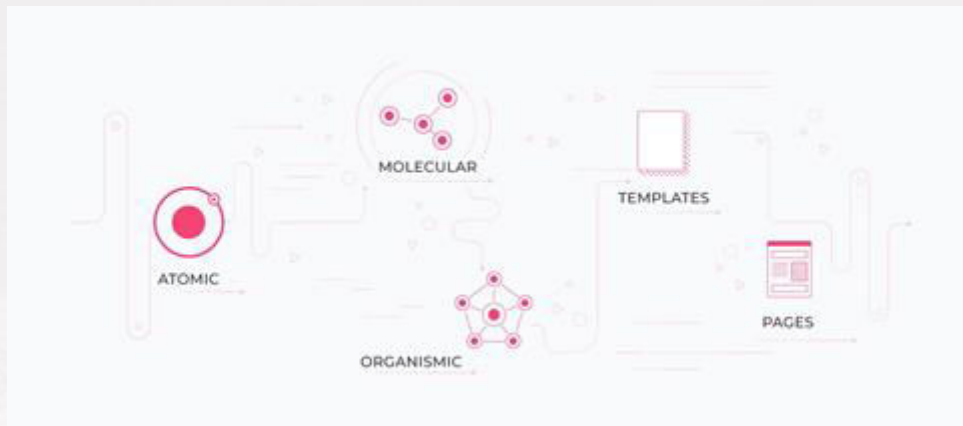 ATOMIC
MOLECULAR
ORGANISMIC
TEMPLATES
PAGES